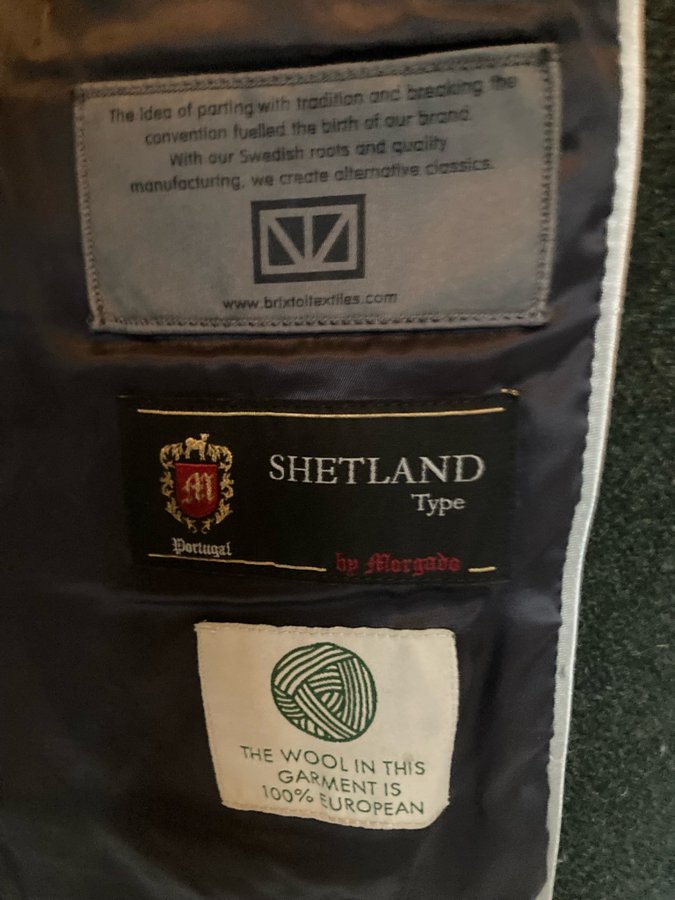 The Idea of parting with tradition and breaking the
convention fuelled the birth of our brand.
With our Swedish roots and quality
manufacturing, we create alternative classics.
www.brixtoltextiles.com
M
SHETLAND
Type
Portugal
by Morgado
THE WOOL IN THIS
GARMENT IS
100% EUROPEAN